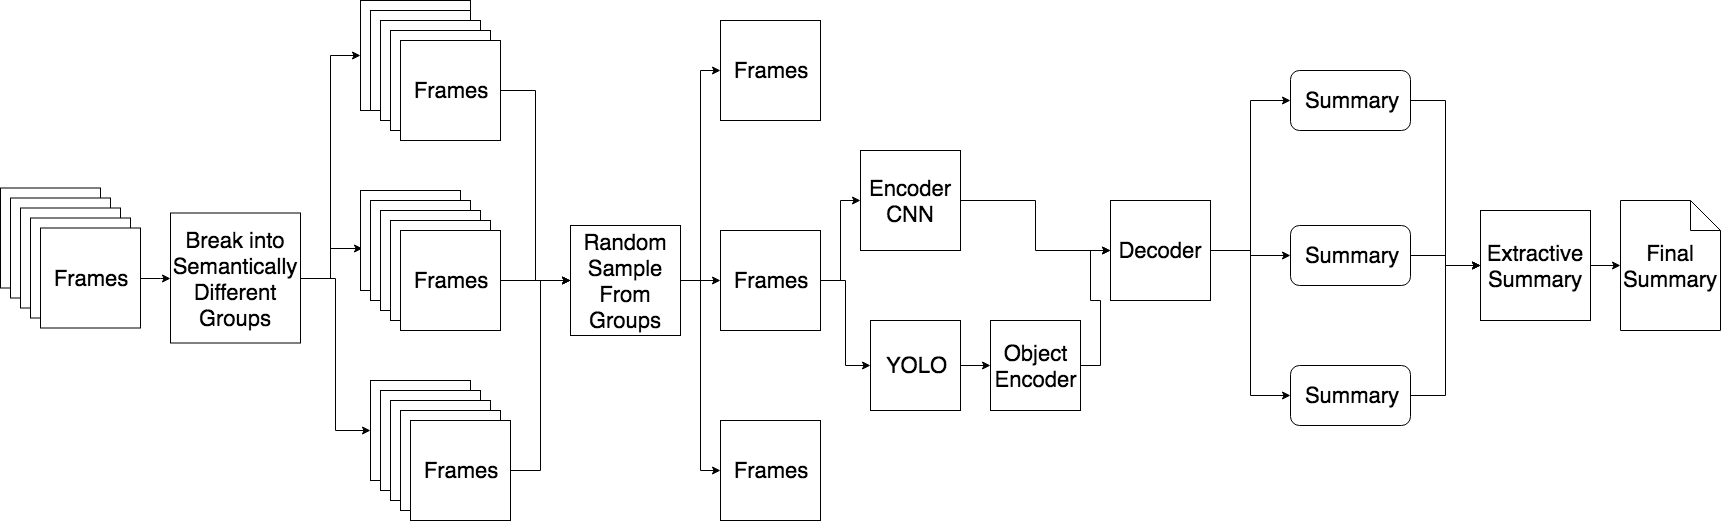 Frames
Break into
Semantically
Different
Groups
Frames
Frames
Frames
Random
Sample
From
Groups
Frames
Frames
Frames
Encoder
CNN
YOLO
Object
Encoder
Decoder
Summary
Summary
Summary
Extractive
Summary
Final
Summary